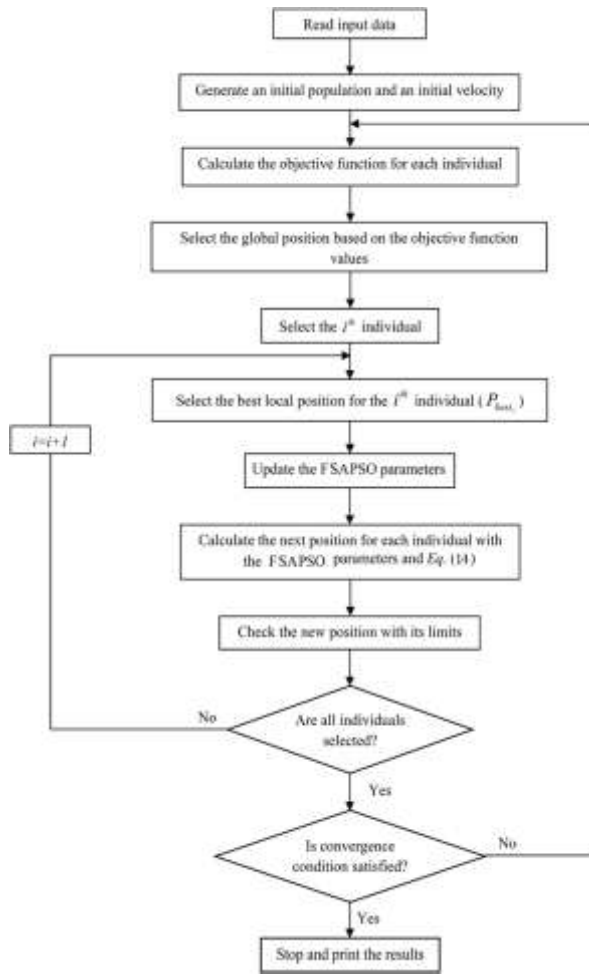 Read input data
Generate an initial population and an initial velocity
Calculate the objective function for each individual
Select the global position based on the objective function
values
Select the i^th individual
Select the best local position for the i^th individual ( P_best_i )
i=i+1
Update the FSAPSO parameters
Calculate the next position for each individual with
the FSAPSO parameters and Eq. (14)
Check the new position with its limits
No
Are all individuals
selected?
Yes
Is convergence
condition satisfied?
No
Yes
Stop and print the results